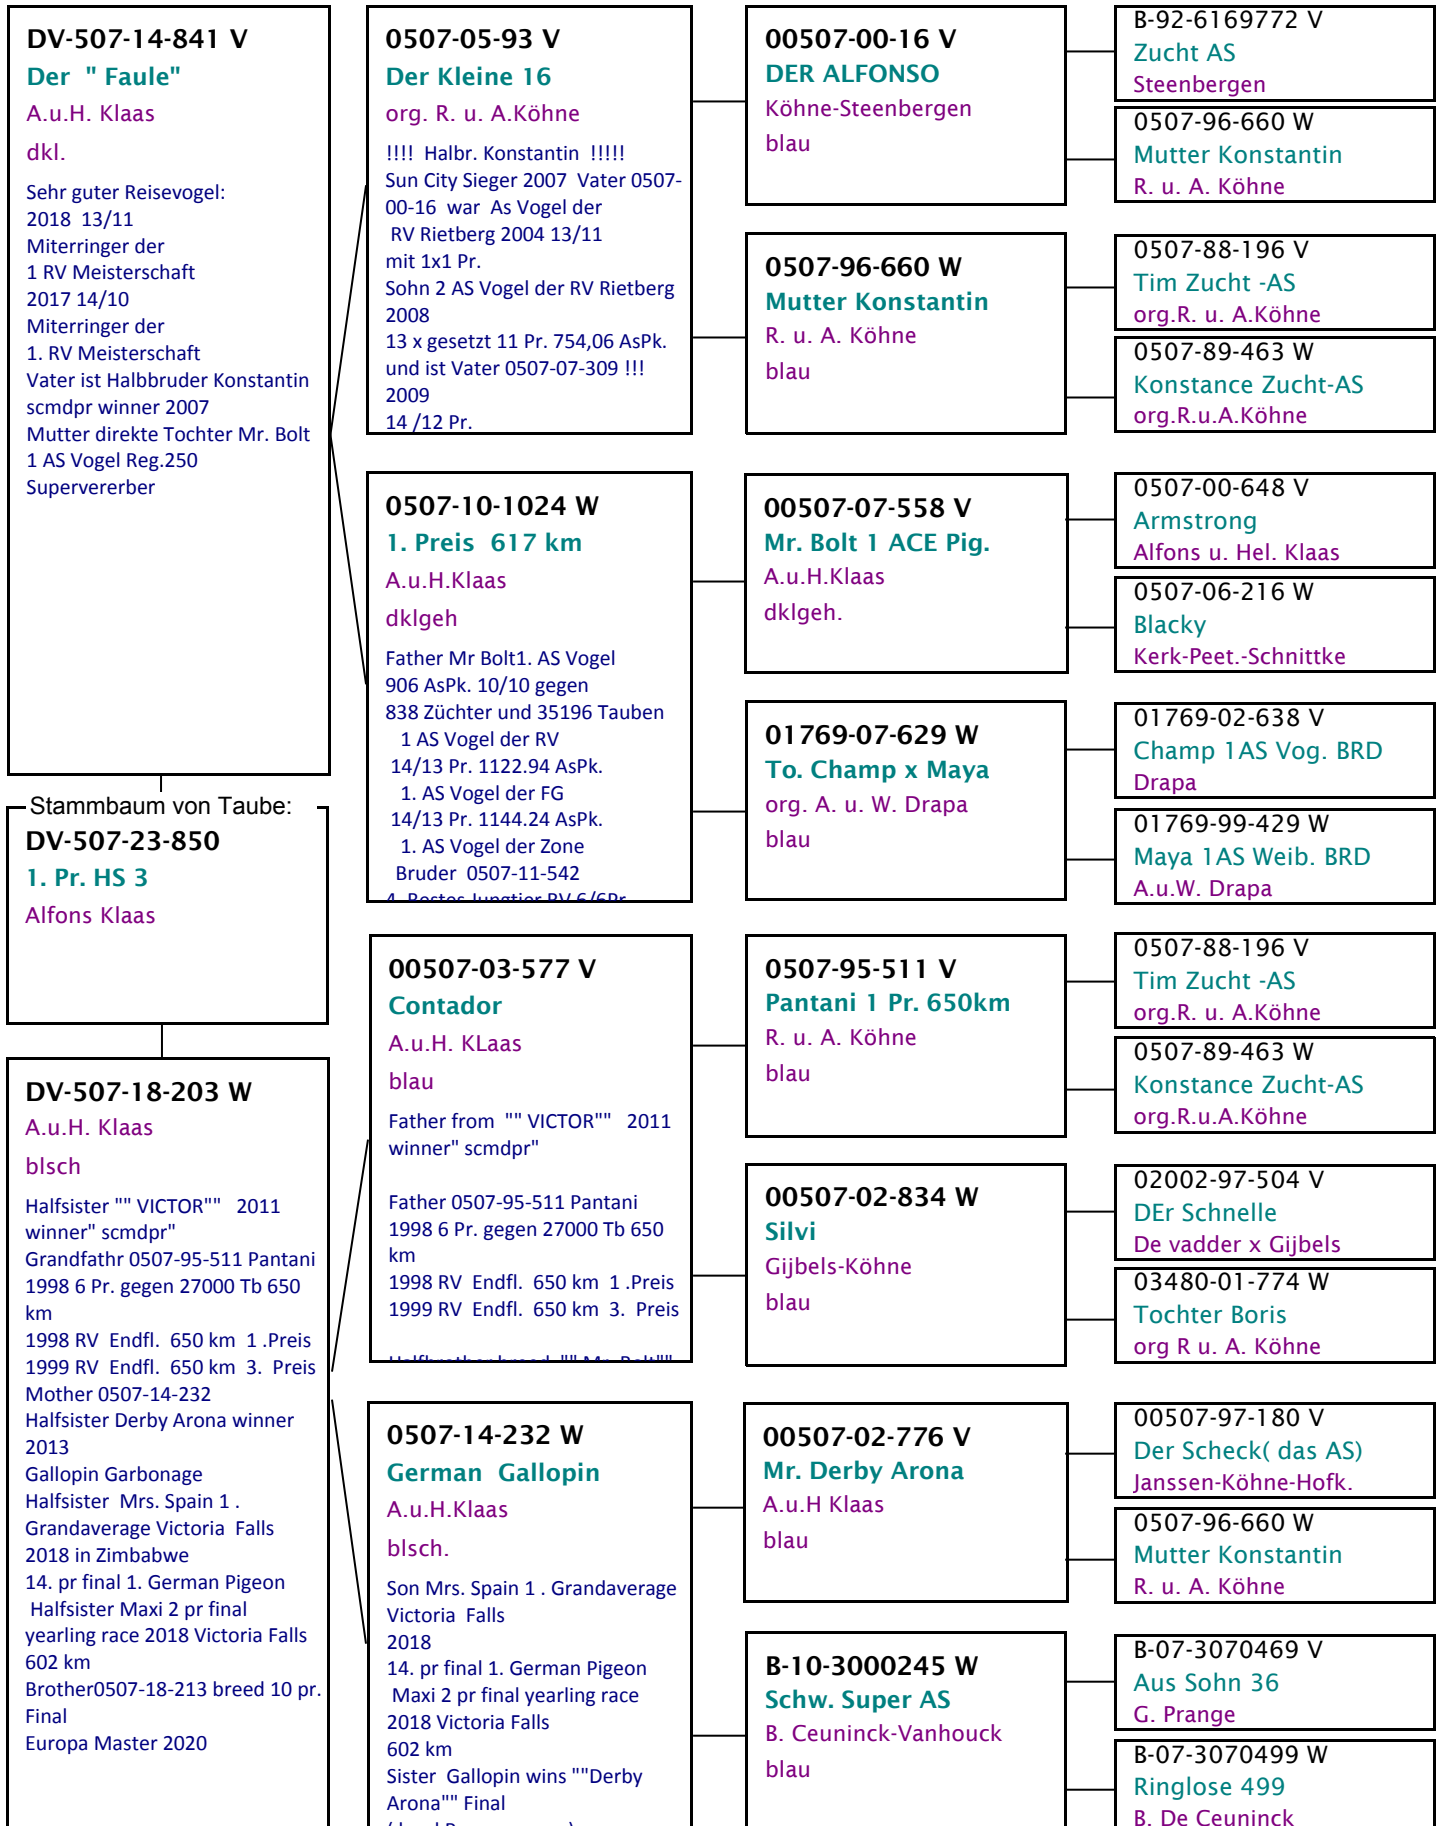 DV-507-14-841 V
Der " Faule"
A.u.H. Klaas
dkl.
Sehr guter Reisevogel:
2018 13/11
Miterringer der
1 RV Meisterschaft
2017 14/10
Miterringer der
1. RV Meisterschaft
Vater ist Halbbruder Konstantin
scmdpr winner 2007
Mutter direkte Tochter Mr. Bolt
1 AS Vogel Reg.250
Supervererber
Stammbaum von Taube:
DV-507-23-850
1. Pr. HS 3
Alfons Klaas
DV-507-18-203 W
A.u.H. Klaas
blsch
Halfsister "" VICTOR"" 2011
winner" scmdpr"
Grandfathr 0507-95-511 Pantani
1998 6 Pr. gegen 27000 Tb 650
km
1998 RV Endfl. 650 km 1 .Preis
1999 RV Endfl. 650 km 3. Preis
Mother 0507-14-232
Halfsister Derby Arona winner
2013
Gallopin Garbonage
Halfsister Mrs. Spain 1 .
Grandaverage Victoria Falls
2018 in Zimbabwe
14. pr final 1. German Pigeon
Halfsister Maxi 2 pr final
yearling race 2018 Victoria Falls
602 km
Brother0507-18-213 breed 10 pr.
Final
Europa Master 2020
0507-05-93 V
Der Kleine 16
org. R. u. A.Köhne
!!!! Halbr. Konstantin !!!!!
Sun City Sieger 2007 Vater 0507-
00-16 war As Vogel der
RV Rietberg 2004 13/11
mit 1x1 Pr.
Sohn 2 AS Vogel der RV Rietberg
2008
13 x gesetzt 11 Pr. 754,06 AsPk.
und ist Vater 0507-07-309 !!!
2009
14 /12 Pr.
0507-10-1024 W
1. Preis 617 km
A.u.H.Klaas
dklgeh
Father Mr Bolt1. AS Vogel
906 AsPk. 10/10 gegen
838 Züchter und 35196 Tauben
1 AS Vogel der RV
14/13 Pr. 1122.94 AsPk.
1. AS Vogel der FG
14/13 Pr. 1144.24 AsPk.
1. AS Vogel der Zone
Bruder 0507-11-542
4. Bestes Jungtier RV 6/6Pr
00507-03-577 V
Contador
A.u.H. KLaas
blau
Father from "" VICTOR"" 2011
winner" scmdpr"
Father 0507-95-511 Pantani
1998 6 Pr. gegen 27000 Tb 650
km
1998 RV Endfl. 650 km 1 .Preis
1999 RV Endfl. 650 km 3. Preis
Halfbrother breed "" Mr. Bolt""
0507-14-232 W
German Gallopin
A.u.H.Klaas
blsch.
Son Mrs. Spain 1 . Grandaverage
Victoria Falls
2018
14. pr final 1. German Pigeon
Maxi 2 pr final yearling race
2018 Victoria Falls
602 km
Sister Gallopin wins ""Derby
Arona"" Final
00507-00-16 V
DER ALFONSO
Köhne-Steenbergen
blau
0507-96-660 W
Mutter Konstantin
R. u. A. Köhne
blau
00507-07-558 V
Mr. Bolt 1 ACE Pig.
A.u.H.Klaas
dklgeh.
01769-07-629 W
To. Champ x Maya
org. A. u. W. Drapa
blau
0507-95-511 V
Pantani 1 Pr. 650km
R. u. A. Köhne
blau
00507-02-834 W
Silvi
Gijbels-Köhne
blau
00507-02-776 V
Mr. Derby Arona
A.u.H Klaas
blau
B-10-3000245 W
Schw. Super AS
B. Ceuninck-Vanhouck
blau
B-92-6169772 V
Zucht AS
Steenbergen
0507-96-660 W
Mutter Konstantin
R. u. A. Köhne
0507-88-196 V
Tim Zucht -AS
org.R. u. A.Köhne
0507-89-463 W
Konstance Zucht-AS
org.R.u.A.Köhne
0507-00-648 V
Armstrong
Alfons u. Hel. Klaas
0507-06-216 W
Blacky
Kerk-Peet.-Schnittke
01769-02-638 V
Champ 1AS Vog. BRD
Drapa
01769-99-429 W
Maya 1AS Weib. BRD
A.u.W. Drapa
0507-88-196 V
Tim Zucht -AS
org.R. u. A.Köhne
0507-89-463 W
Konstance Zucht-AS
org.R.u.A.Köhne
02002-97-504 V
DEr Schnelle
De vadder x Gijbels
03480-01-774 W
Tochter Boris
org R u. A. Köhne
00507-97-180 V
Der Scheck( das AS)
Janssen-Köhne-Hofk.
0507-96-660 W
Mutter Konstantin
R. u. A. Köhne
B-07-3070469 V
Aus Sohn 36
G. Prange
B-07-3070499 W
Ringlose 499
B. De Ceuninck